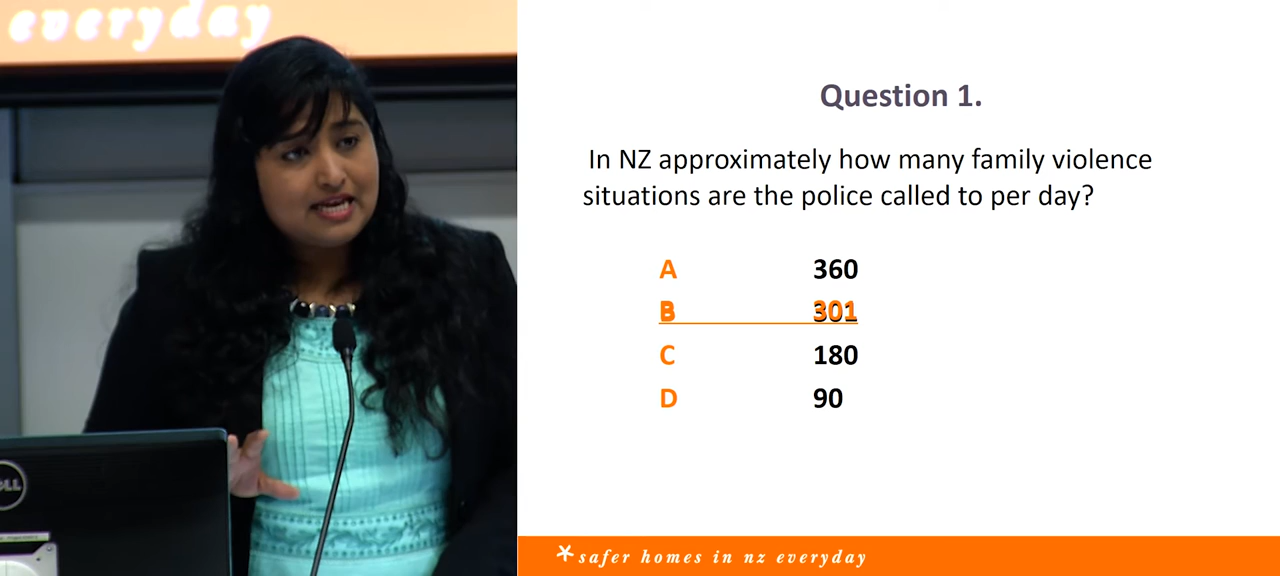 everyday
Question 1.
In NZ approximately how many family violence
situations are the police called to per day?
A 360
B 301
C 180
D 90
*safer homes in nz everyday